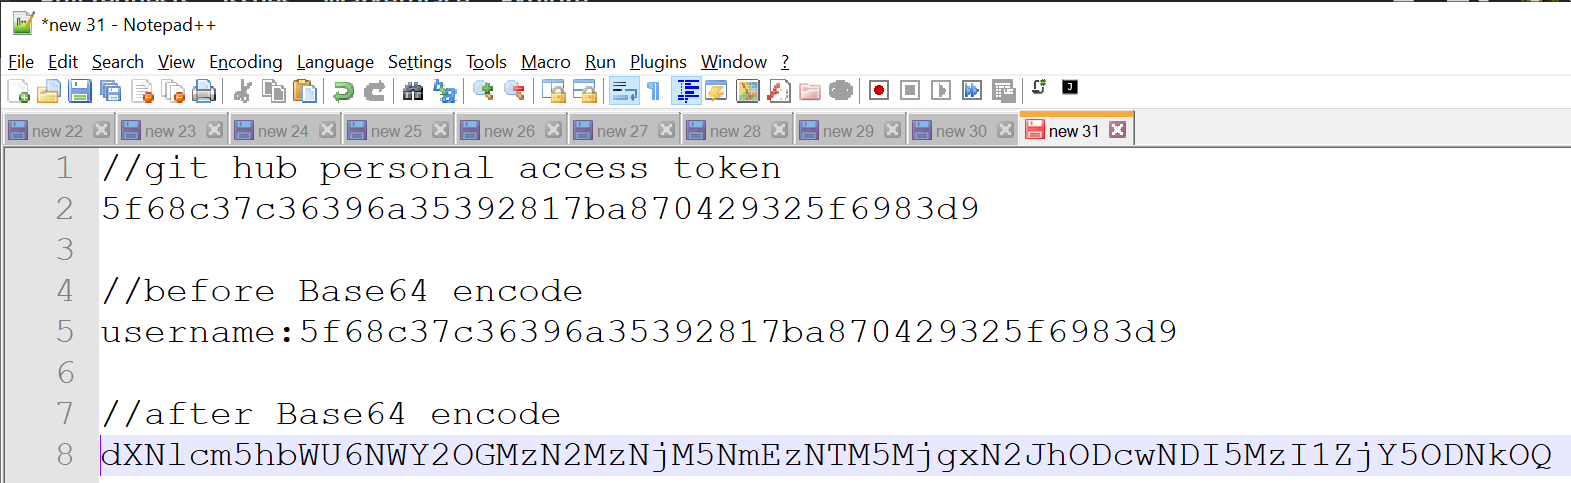 *new 31 - Notepad++
File Edit Search View Encoding Language Settings Tools Macro Run Plugins Window ?
new 22 new 23 new 24 new 25 new 26 new 27 new 28 new 29 new 30 new 31
1 //git hub personal access token
2 5f68c37c36396a35392817ba870429325f6983d9
3
4 //before Base64 encode
5 username:5f68c37c36396a35392817ba870429325f6983d9
6
7 //after Base64 encode
8 dXNlcm5hbWU6NWY2OGMzN2MzNjM5NmEzNTM5MjgxN2JhODcwNDI5MzI1ZjY5ODNkOQ